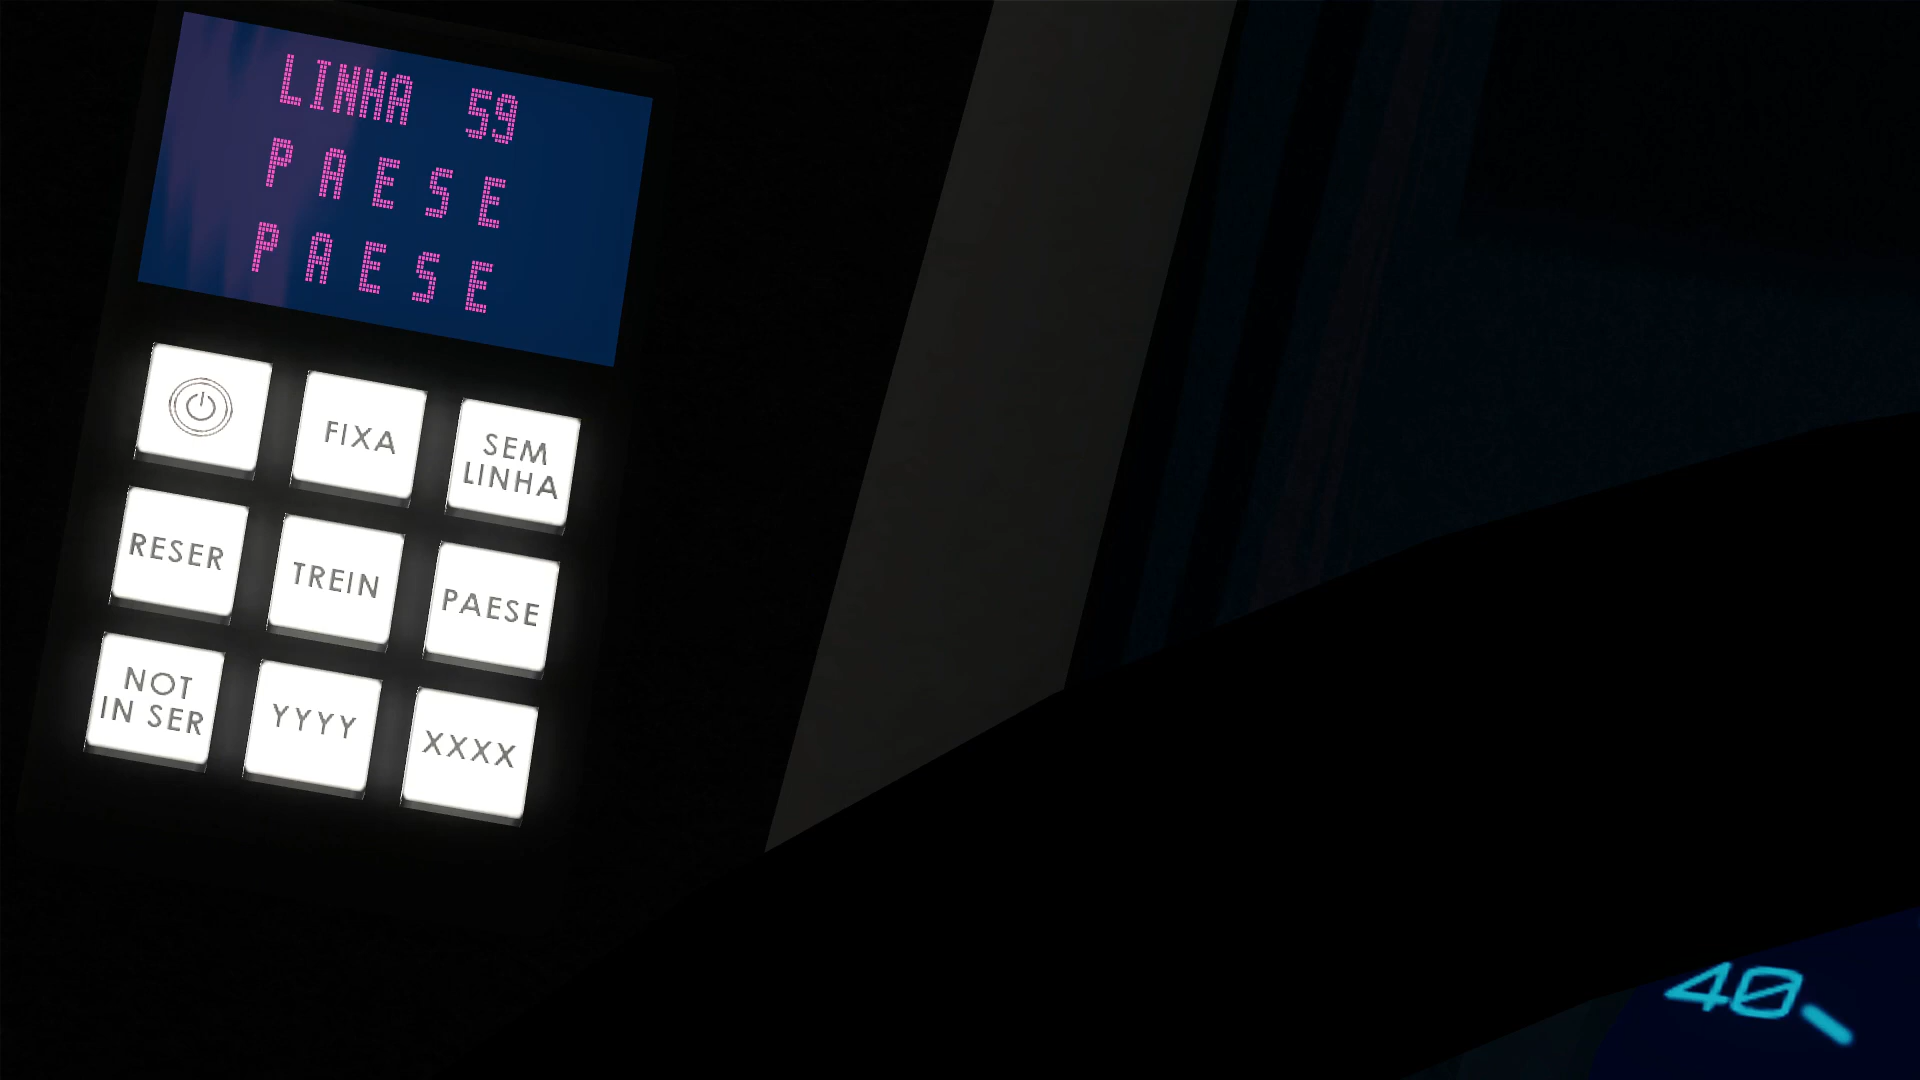 LINHA 59
PAESE
PAESE
FIXA
SEM
LINHA
RESER
TREIN
PAESE
NOT
IN SER
YYYY
XXXX
40